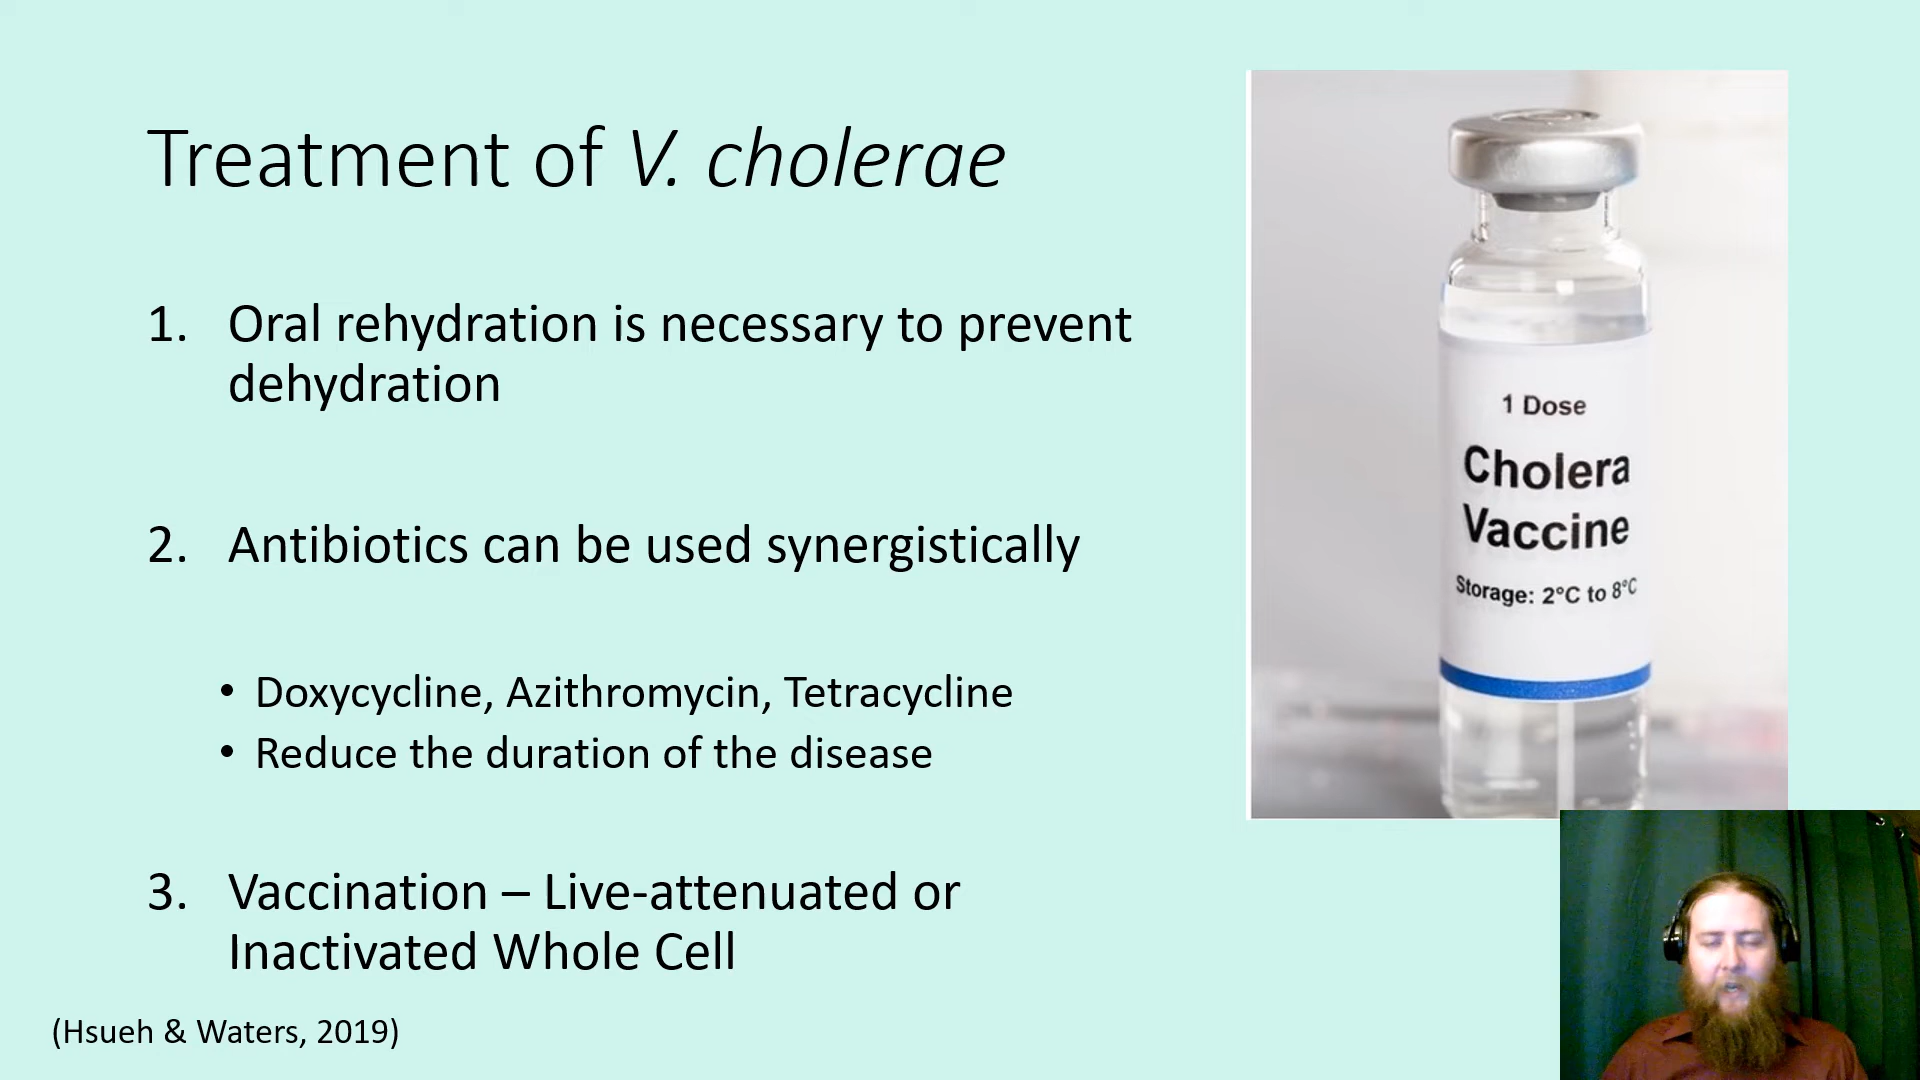 Treatment of V. cholerae
1. Oral rehydration is necessary to prevent
dehydration
2. Antibiotics can be used synergistically
• Doxycycline, Azithromycin, Tetracycline
• Reduce the duration of the disease
3. Vaccination – Live-attenuated or
Inactivated Whole Cell
(Hsueh & Waters, 2019)
1 Dose
Cholera
Vaccine
Storage: 2°C to 8°C